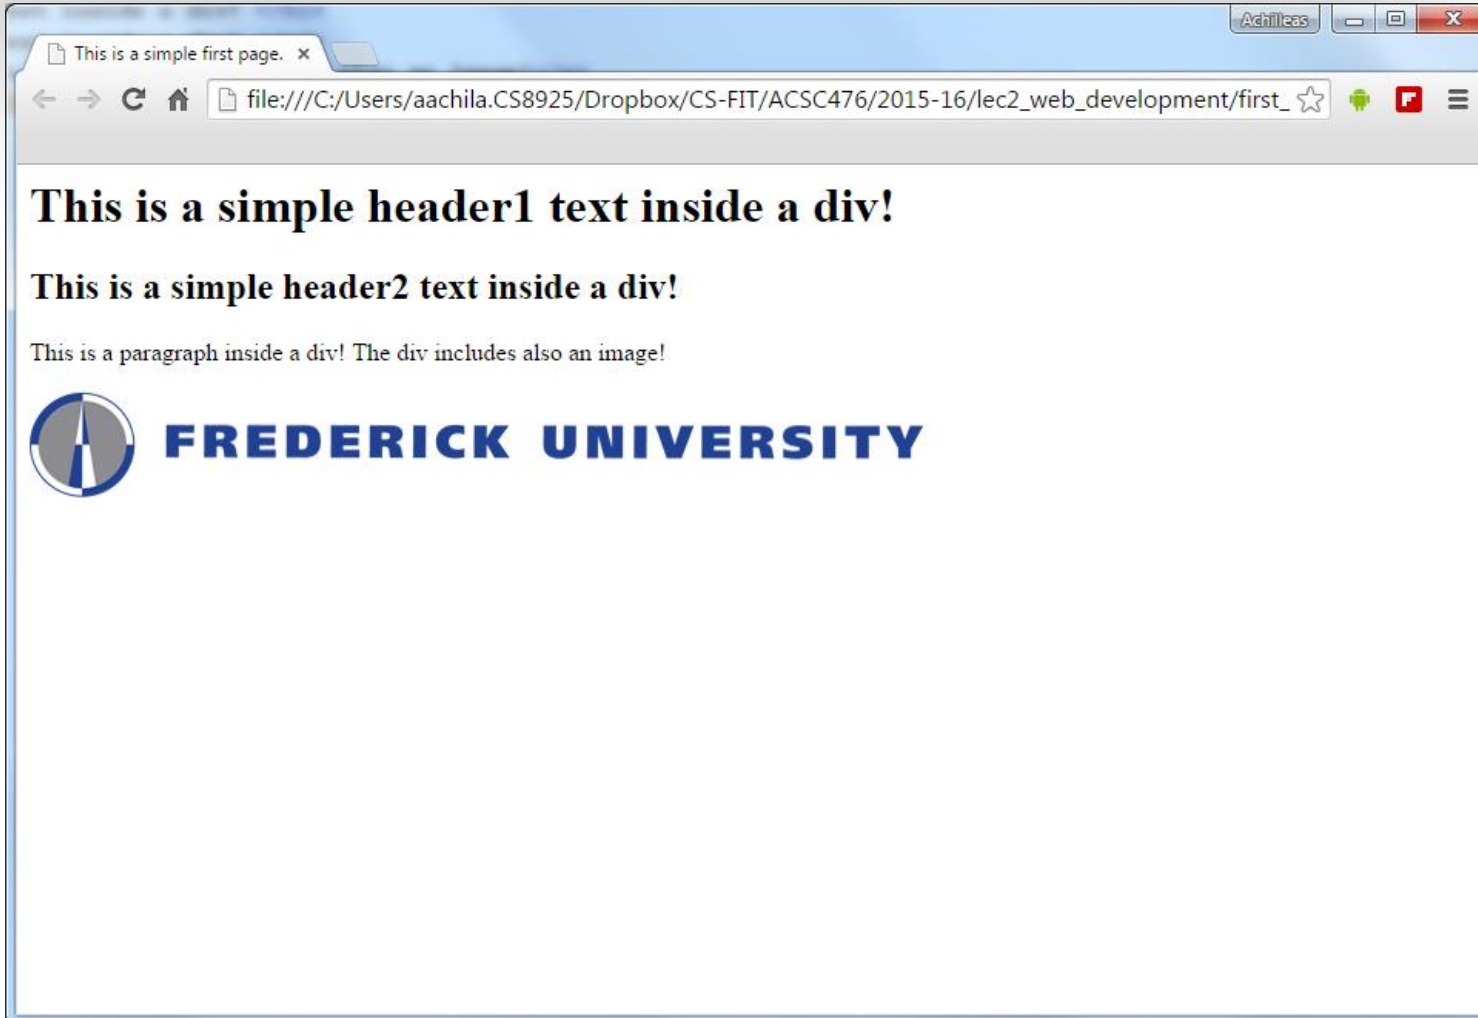 Achilleas
This is a simple first page.
file:///C:/Users/aachila.CS8925/Dropbox/CS-FIT/ACSC476/2015-16/lec2_web_development/first_
This is a simple header1 text inside a div!
This is a simple header2 text inside a div!
This is a paragraph inside a div! The div includes also an image!
FREDERICK UNIVERSITY